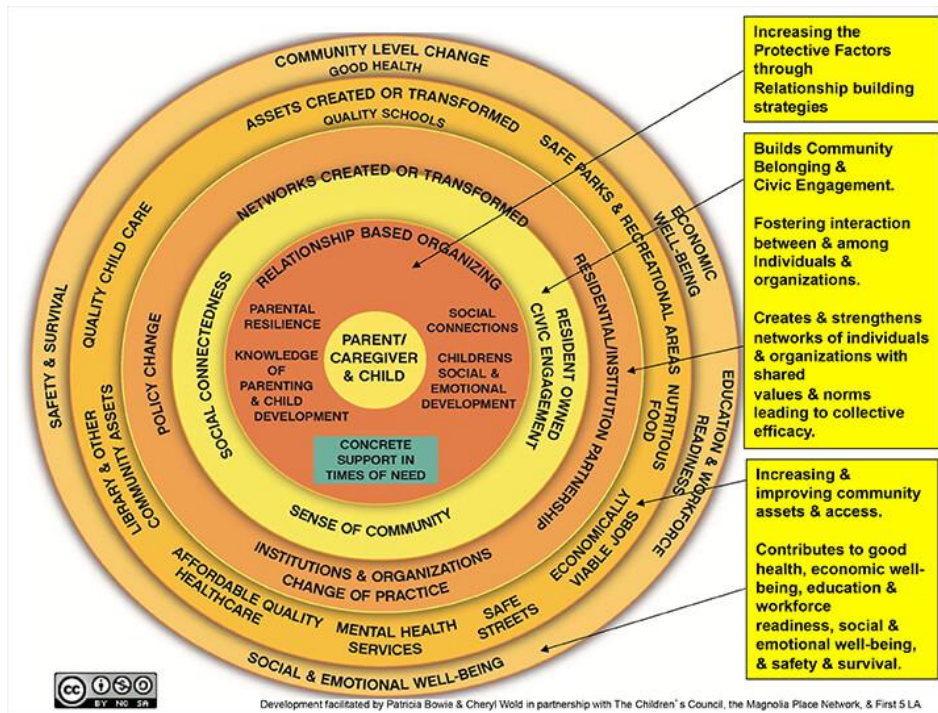 COMMUNITY LEVEL CHANGE
GOOD HEALTH
ASSETS CREATED OR TRANSFORMED
QUALITY SCHOOLS
NETWORKS CREATED OR TRANSFORMED
RELATIONSHIP BASED ORGANIZING
PARENTAL
RESILIENCE
KNOWLEDGE
OF
PARENTING
& CHILD
DEVELOPMENT
PARENT/
CAREGIVER
& CHILD
SOCIAL
CONNECTIONS
CHILDRENS
SOCIAL &
EMOTIONAL
DEVELOPMENT
CONCRETE
SUPPORT IN
TIMES OF NEED
SOCIAL CONNECTEDNESS
RESIDENT OWNED
CIVIC ENGAGEMENT
SENSE OF COMMUNITY
POLICY CHANGE
RESIDENTIAL/INSTITUTION PARTNERSHIP
INSTITUTIONS & ORGANIZATIONS
CHANGE OF PRACTICE
QUALITY CHILD CARE
LIBRARY & OTHER
COMMUNITY ASSETS
AFFORDABLE QUALITY
HEALTHCARE
MENTAL HEALTH
SERVICES
SAFE
STREETS
ECONOMICALLY
VIABLE JOBS
NUTRITIOUS
FOOD
SAFE PARKS & RECREATIONAL AREAS
SAFETY & SURVIVAL
ECONOMIC
WELL-BEING
EDUCATION & WORKFORCE
READINESS
SOCIAL & EMOTIONAL WELL-BEING
Increasing the
Protective Factors
through
Relationship building
strategies
Builds Community
Belonging &
Civic Engagement.
Fostering interaction
between & among
Individuals &
organizations.
Creates & strengthens
networks of individuals
& organizations with
shared
values & norms
leading to collective
efficacy.
Increasing &
improving community
assets & access.
Contributes to good
health, economic well-
being, education &
workforce
readiness, social &
emotional well-being,
& safety & survival.
cc
BY NC SA
Development facilitated by Patricia Bowie & Cheryl Wold in partnership with The Children's Council, the Magnolia Place Network, & First 5 LA